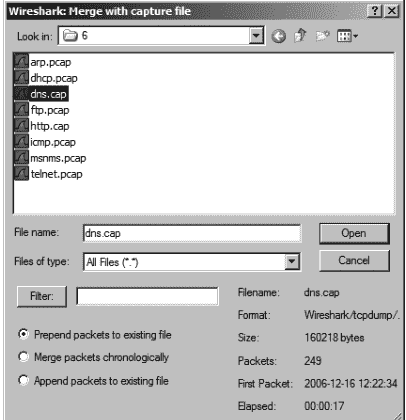 Wireshark: Merge with capture file
Look in: 6
arp.pcap
dhcp.pcap
dns.cap
ftp.pcap
http.cap
icmp.pcap
msnms.pcap
telnet.pcap
File name: dns.cap Open
Files of type: All Files (*.*) Cancel
Filter:
Filename: dns.cap
Format: Wireshark/tcpdump/.
Prepend packets to existing file
Size: 160218 bytes
Merge packets chronologically
Packets: 249
Append packets to existing file
First Packet: 2006-12-16 12:22:34
Elapsed: 00:00:17